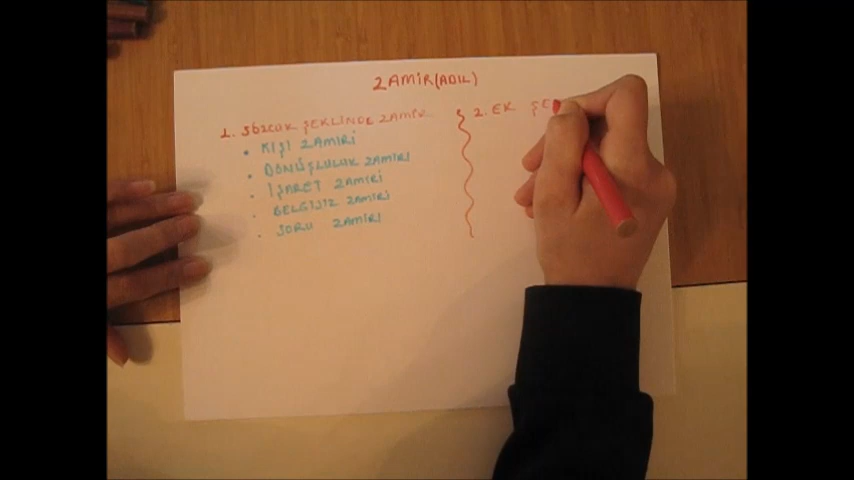 ZAMİR(ADIL)
1. SÖZCÜK ŞEKLİNDE ZAMİR
• KİŞİ ZAMİRİ
• DÖNÜŞLÜLÜK ZAMİRİ
• İŞARET ZAMİRİ
• BELGİSİZ ZAMİRİ
• SORU ZAMİRİ
2. EK ŞE